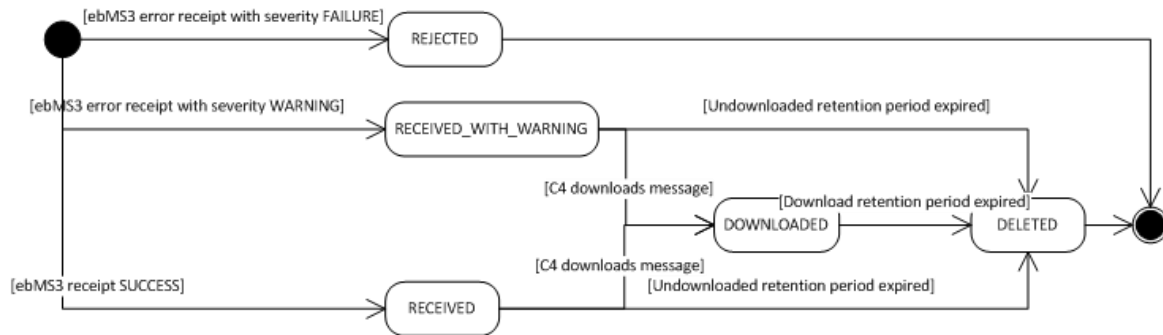 [ebMS3 error receipt with severity FAILURE]
REJECTED
[ebMS3 error receipt with severity WARNING]
RECEIVED_WITH_WARNING
[Undownloaded retention period expired]
[C4 downloads message]
[Download retention period expired]
DOWNLOADED
DELETED
[C4 downloads message]
[ebMS3 receipt SUCCESS]
[Undownloaded retention period expired]
RECEIVED